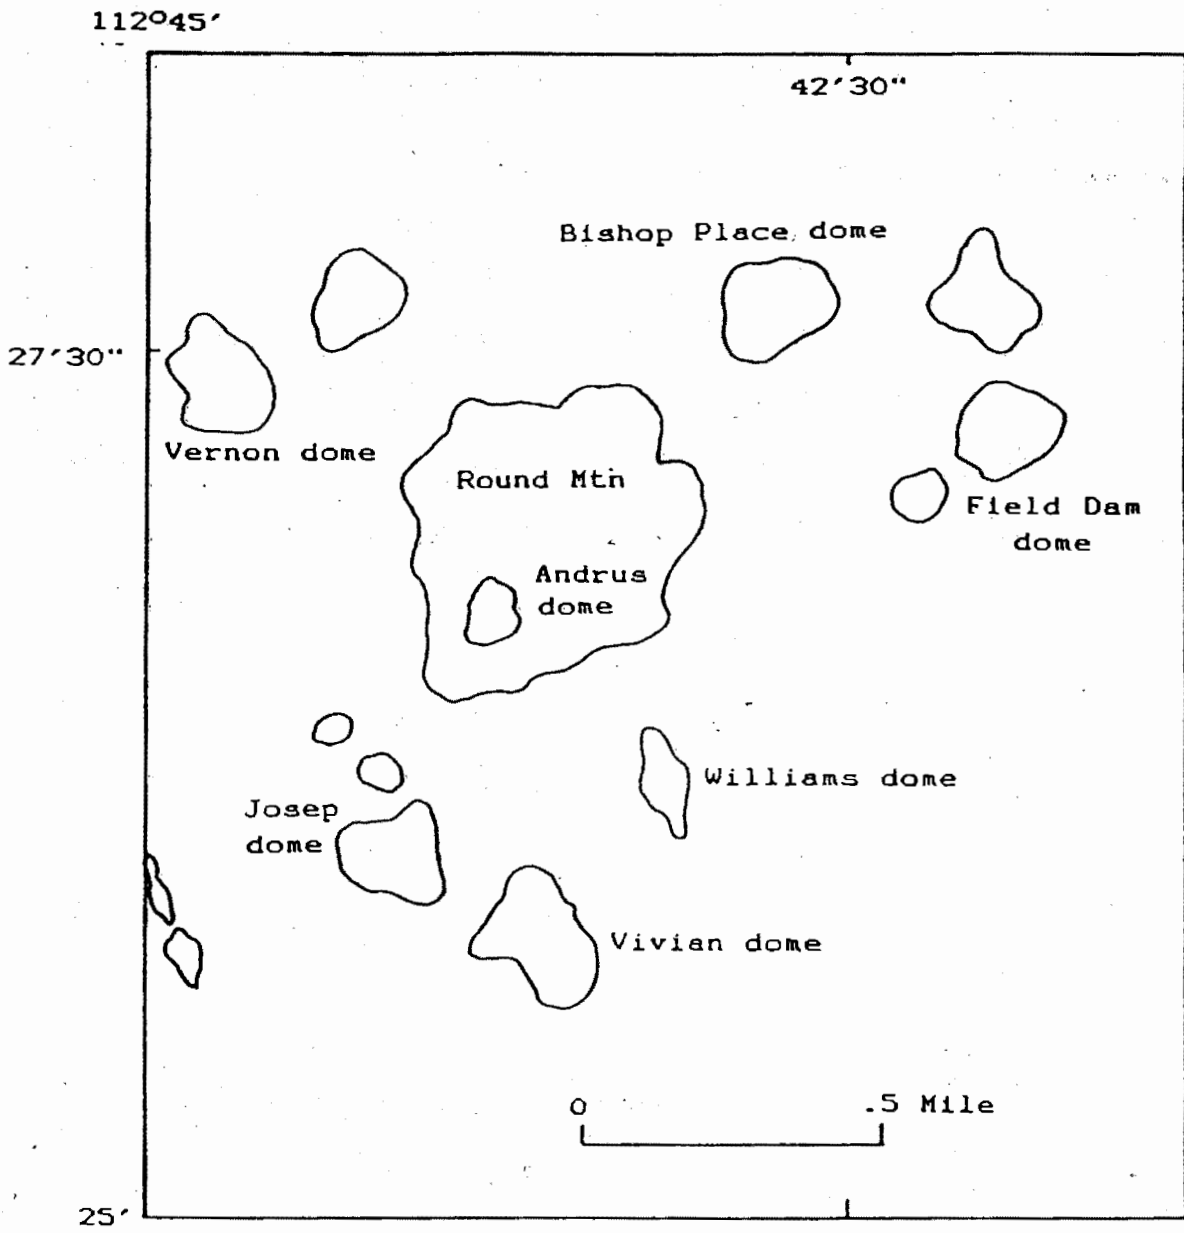 112°45'
42'30"
Bishop Place dome
27'30"
Vernon dome
Round Mtn
Field Dam
dome
Andrus
dome
Williams dome
Josep
dome
Vivian dome
0 .5 Mile
25'